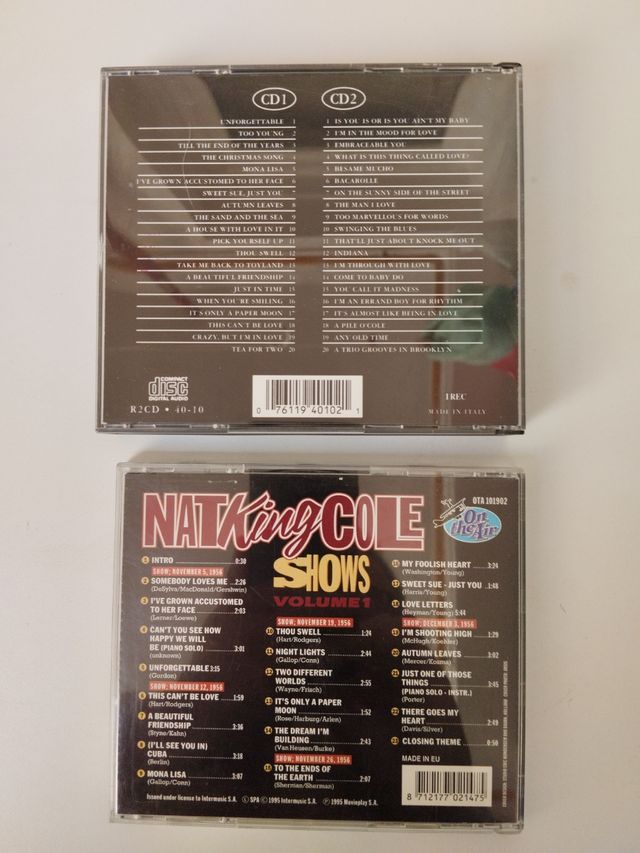 CD1
UNFORGETTABLE 1
TOO YOUNG 2
TILL THE END OF THE YEARS 3
THE CHRISTMAS SONG 4
MONA LISA 5
I'VE GROWN ACCUSTOMED TO HER FACE 6
SWEET SUE, JUST YOU 7
AUTUMN LEAVES 8
THE SAND AND THE SEA 9
A HOUSE WITH LOVE IN IT 10
PICK YOURSELF UP 11
THOU SWELL 12
TAKE ME BACK TO TOYLAND 13
A BEAUTIFUL FRIENDSHIP 14
JUST IN TIME 15
WHEN YOU'RE SMILING 16
IT'S ONLY A PAPER MOON 17
THIS CAN'T BE LOVE 18
CRAZY, BUT I'M IN LOVE 19
TEA FOR TWO 20
CD2
1 IS YOU IS OR IS YOU AIN'T MY BABY
2 I'M IN THE MOOD FOR LOVE
3 EMBRACEABLE YOU
4 WHAT IS THIS THING CALLED LOVE?
5 BESAME MUCHO
6 BACAROLLE
7 ON THE SUNNY SIDE OF THE STREET
8 THE MAN I LOVE
9 TOO MARVELLOUS FOR WORDS
10 SWINGING THE BLUES
11 THAT'LL JUST ABOUT KNOCK ME OUT
12 INDIANA
13 I'M THROUGH WITH LOVE
14 COME TO BABY DO
15 YOU CALL IT MADNESS
16 I'M AN ERRAND BOY FOR RHYTHM
17 IT'S ALMOST LIKE BEING IN LOVE
18 A PILE O'COLE
19 ANY OLD TIME
20 A TRIO GROOVES IN BROOKLYN
COMPACT
disc
DIGITAL AUDIO
R2CD • 40-10
0 76119 40102 1
1REC
MADE IN ITALY
NAT King COLE
SHOWS
VOLUME 1
OTA 101902
On the Air
1 INTRO 0:30
SHOW; NOVEMBER 5, 1956
2 SOMEBODY LOVES ME 2:26
(DeSylva/MacDonald/Gershwin)
3 I'VE GROWN ACCUSTOMED
TO HER FACE 2:03
(Lerner/Loewe)
4 CAN'T YOU SEE HOW
HAPPY WE WILL
BE (PIANO SOLO) 3:01
(unknown)
5 UNFORGETTABLE 3:15
(Gordon)
SHOW; NOVEMBER 12, 1956
6 THIS CAN'T BE LOVE 1:59
(Hart/Rodgers)
7 A BEAUTIFUL
FRIENDSHIP 3:36
(Stryne/Kahn)
8 (I'LL SEE YOU IN)
CUBA 3:18
(Berlin)
9 MONA LISA 3:07
(Gallop/Conn)
SHOW; NOVEMBER 19, 1956
10 THOU SWELL 1:24
(Hart/Rodgers)
11 NIGHT LIGHTS 2:44
(Gallop/Conn)
12 TWO DIFFERENT
WORLDS 2:55
(Wayne/Frisch)
13 IT'S ONLY A PAPER
MOON 1:52
(Rose/Harburg/Arlen)
14 THE DREAM I'M
BUILDING 2:43
(Van Heusen/Burke)
SHOW; NOVEMBER 26, 1956
15 TO THE ENDS OF
THE EARTH 2:07
(Sherman/Sherman)
16 MY FOOLISH HEART 3:24
(Washington/Young)
17 SWEET SUE - JUST YOU 1:48
(Harris/Young)
18 LOVE LETTERS
(Heyman/Young) 5:44
SHOW; DECEMBER 3, 1956
19 I'M SHOOTING HIGH 1:29
(McHugh/Koehler)
20 AUTUMN LEAVES 3:02
(Mercer/Kozma)
21 JUST ONE OF THOSE
THINGS 3:45
(PIANO SOLO - INSTR.)
(Porter)
22 THERE GOES MY
HEART 2:49
(Davis/Silver)
23 CLOSING THEME 0:50
MADE IN EU
8 712177 021475
Issued under license to Intermusic S.A. SPA © 1995 Intermusic S.A. ℗ 1995 Movieplay S.A.